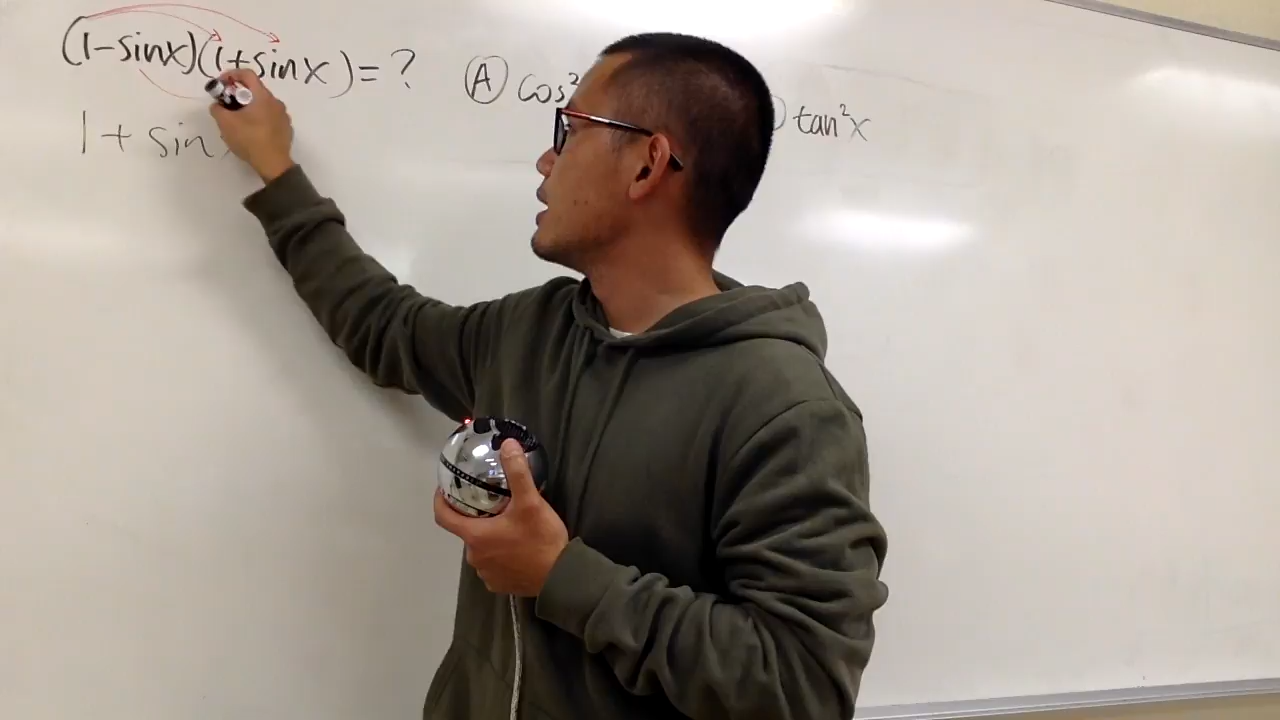 (1-sinx)(1+sinx)=? Ⓐ cos² ) tan²x
1 + sin